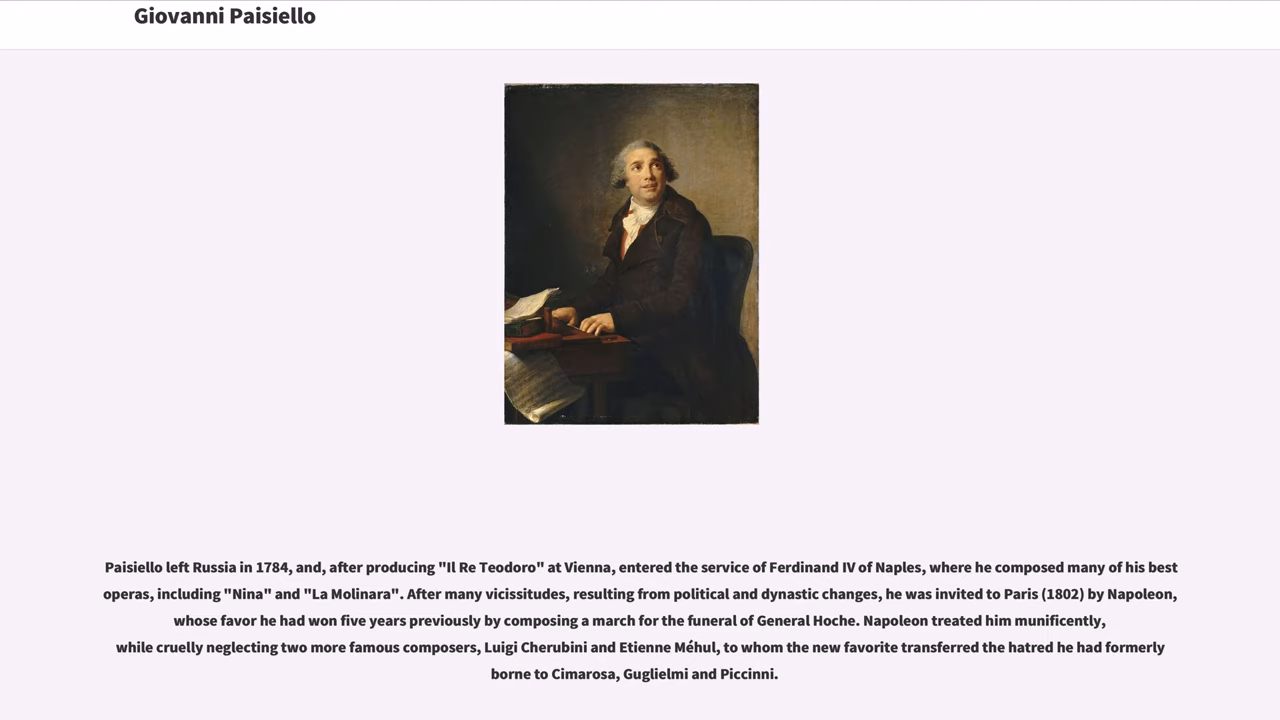 Giovanni Paisiello
Paisiello left Russia in 1784, and, after producing "Il Re Teodoro" at Vienna, entered the service of Ferdinand IV of Naples, where he composed many of his best
operas, including "Nina" and "La Molinara". After many vicissitudes, resulting from political and dynastic changes, he was invited to Paris (1802) by Napoleon,
whose favor he had won five years previously by composing a march for the funeral of General Hoche. Napoleon treated him munificently,
while cruelly neglecting two more famous composers, Luigi Cherubini and Etienne Méhul, to whom the new favorite transferred the hatred he had formerly
borne to Cimarosa, Guglielmi and Piccinni.